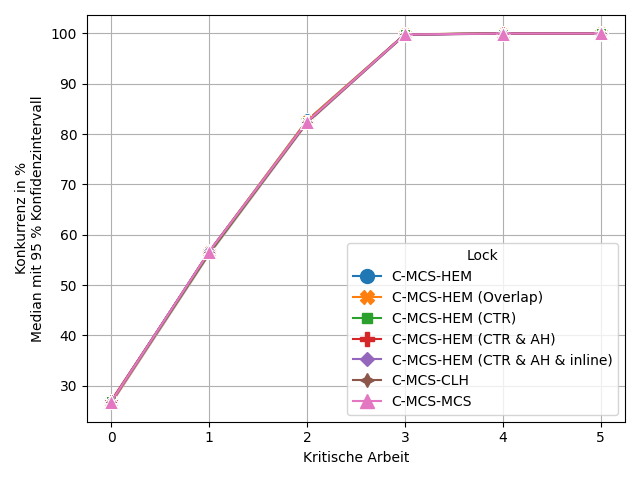 Konkurrenz in %
Median mit 95 % Konfidenzintervall
100
90
80
70
60
50
40
30
Lock
C-MCS-HEM
C-MCS-HEM (Overlap)
C-MCS-HEM (CTR)
C-MCS-HEM (CTR & AH)
C-MCS-HEM (CTR & AH & inline)
C-MCS-CLH
C-MCS-MCS
0 1 2 3 4 5
Kritische Arbeit